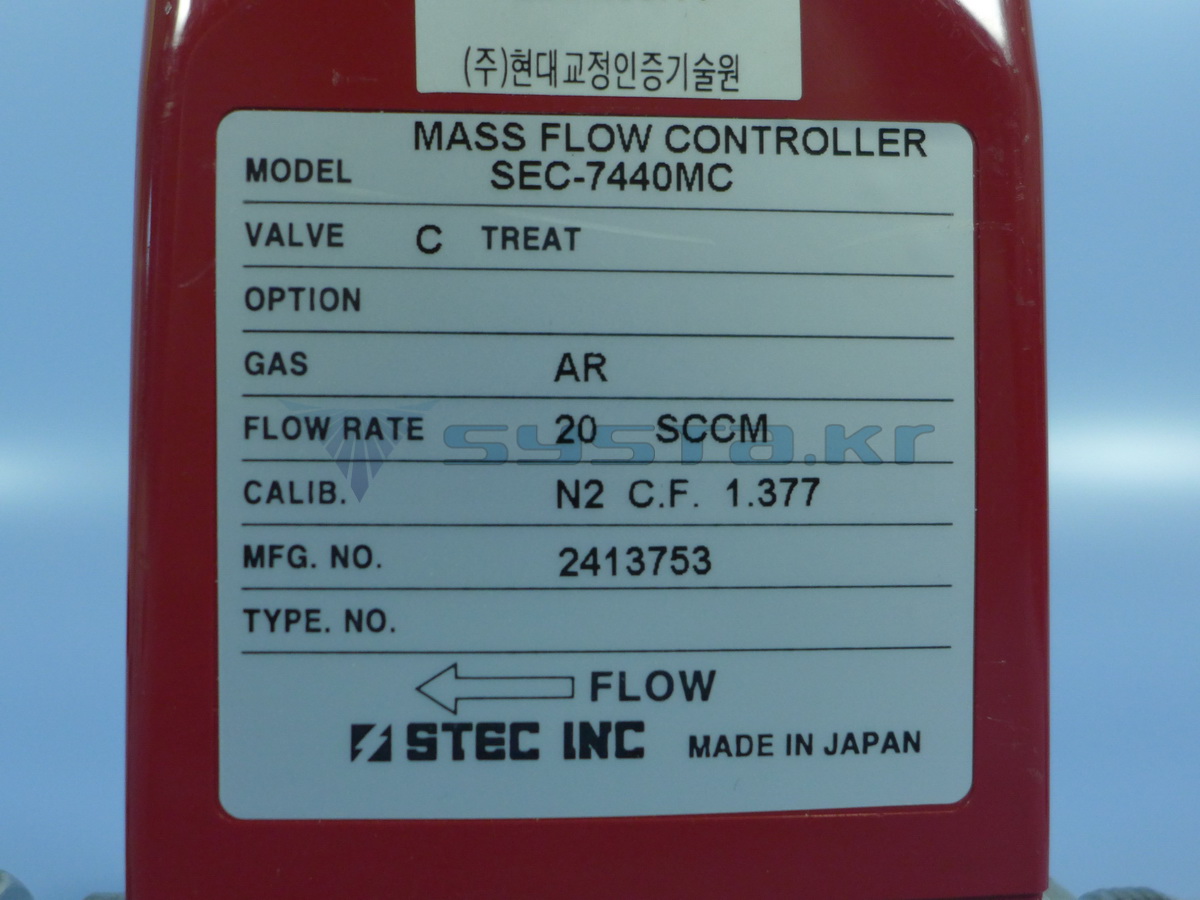 (주)현대교정인증기술원
MASS FLOW CONTROLLER
MODEL SEC-7440MC
VALVE C TREAT
OPTION
GAS AR
FLOW RATE 20 SCCM
systa.kr
CALIB. N2 C.F. 1.377
MFG. NO. 2413753
TYPE. NO.
FLOW
STEC INC MADE IN JAPAN